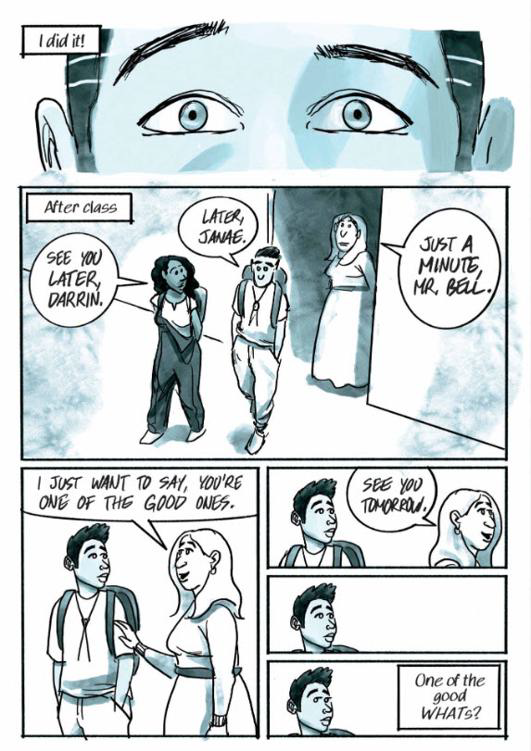 I did it!
After class
SEE YOU
LATER,
DARRIN.
LATER,
JANAE.
JUST A
MINUTE,
MR. BELL.
I JUST WANT TO SAY, YOU'RE
ONE OF THE GOOD ONES.
SEE YOU
TOMORROW.
One of the
good
WHATs?